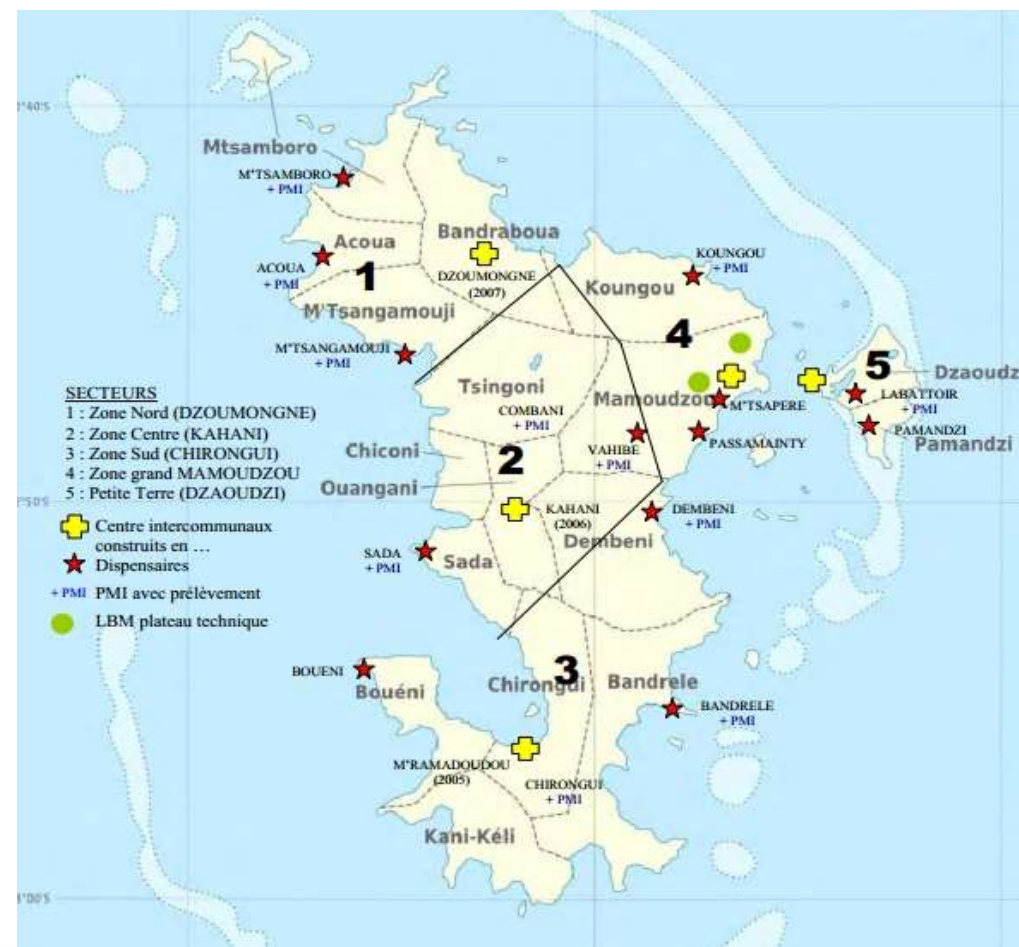 0°40'S
Mtsamboro
M'TSAMBORO
+ PMI
Bandraboua
Acoua
DZOUMONGNE
(2007)
KOUNGOU
+ PMI
ACOUA
+ PMI
1
Koungou
M'Tsangamouji
4
M'TSANGAMOUJI
+ PMI
5
Dzaoudz
Tsingoni
Mamoudzou
LABATTOIR
+ PMI
M'TSAPERE
COMBANI
+ PMI
PAMANDZI
PASSAMAINTY
Pamandzi
VAHIBE
+ PMI
Chiconi
2
Ouangani
SECTEURS
1 : Zone Nord (DZOUMONGNE)
2 : Zone Centre (KAHANI)
3 : Zone Sud (CHIRONGUI)
4 : Zone grand MAMOUDZOU
5 : Petite Terre (DZAOUDZI)
Centre intercommunaux
construits en …
Dispensaires
+ PMI PMI avec prélèvement
LBM plateau technique
°50'S
KAHANI
(2006)
DEMBENI
+ PMI
Dembeni
SADA
+ PMI
Sada
BOUENI
Bouéni
3
Chirongui
Bandrele
BANDRELE
+ PMI
M'RAMADOUDOU
(2005)
CHIRONGUI
+ PMI
Kani-Kéli
°00'S